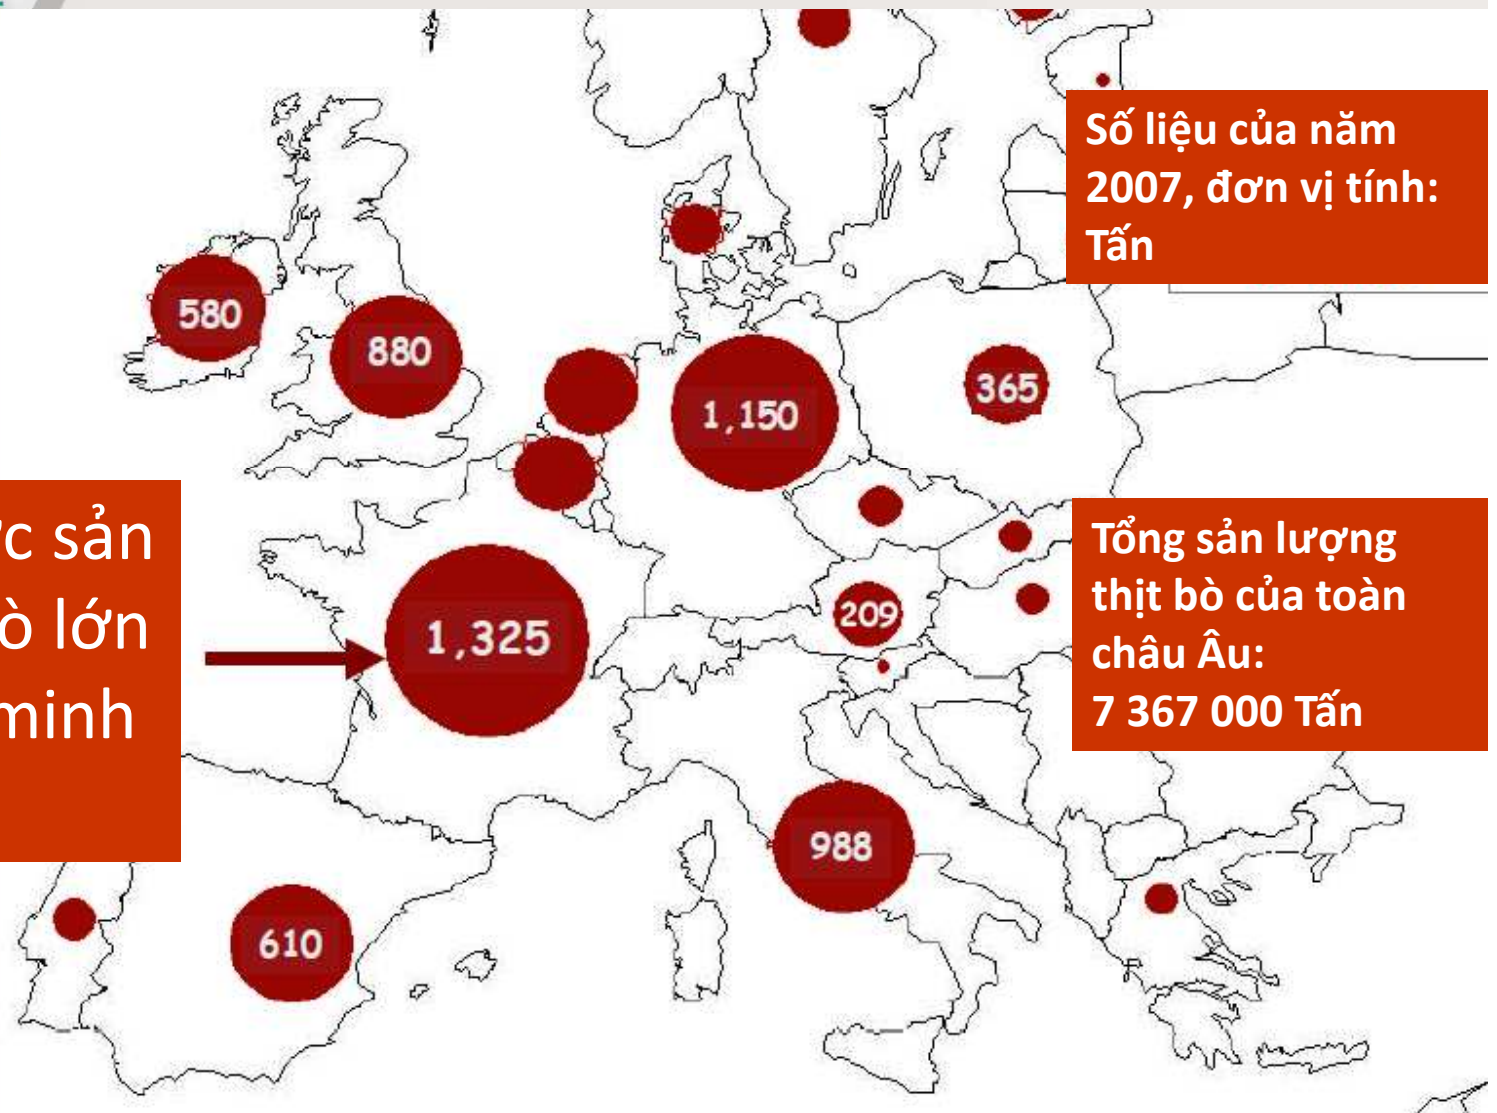 Số liệu của năm
2007, đơn vị tính:
Tấn
580
880
1,150
365
sản
lớn
minh
1,325
209
Tổng sản lượng
thịt bò của toàn
châu Âu:
7 367 000 Tấn
988
610